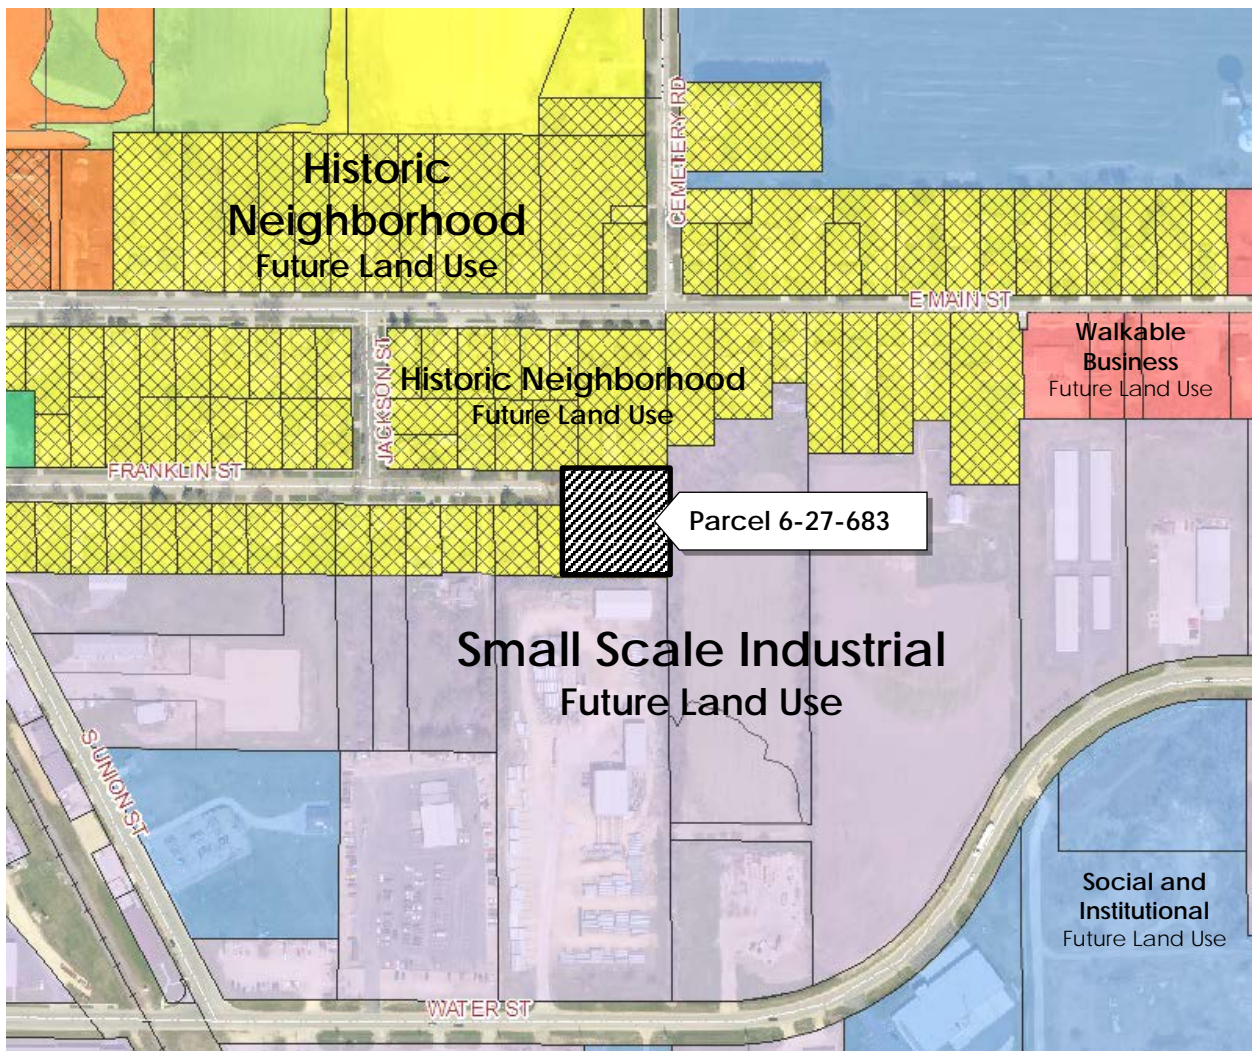 CEMETERY RD
Historic
Neighborhood
Future Land Use
E MAIN ST
Walkable
Business
Future Land Use
JACKSON ST
Historic Neighborhood
Future Land Use
FRANKLIN ST
Parcel 6-27-683
Small Scale Industrial
Future Land Use
S UNION ST
Social and
Institutional
Future Land Use
WATER ST